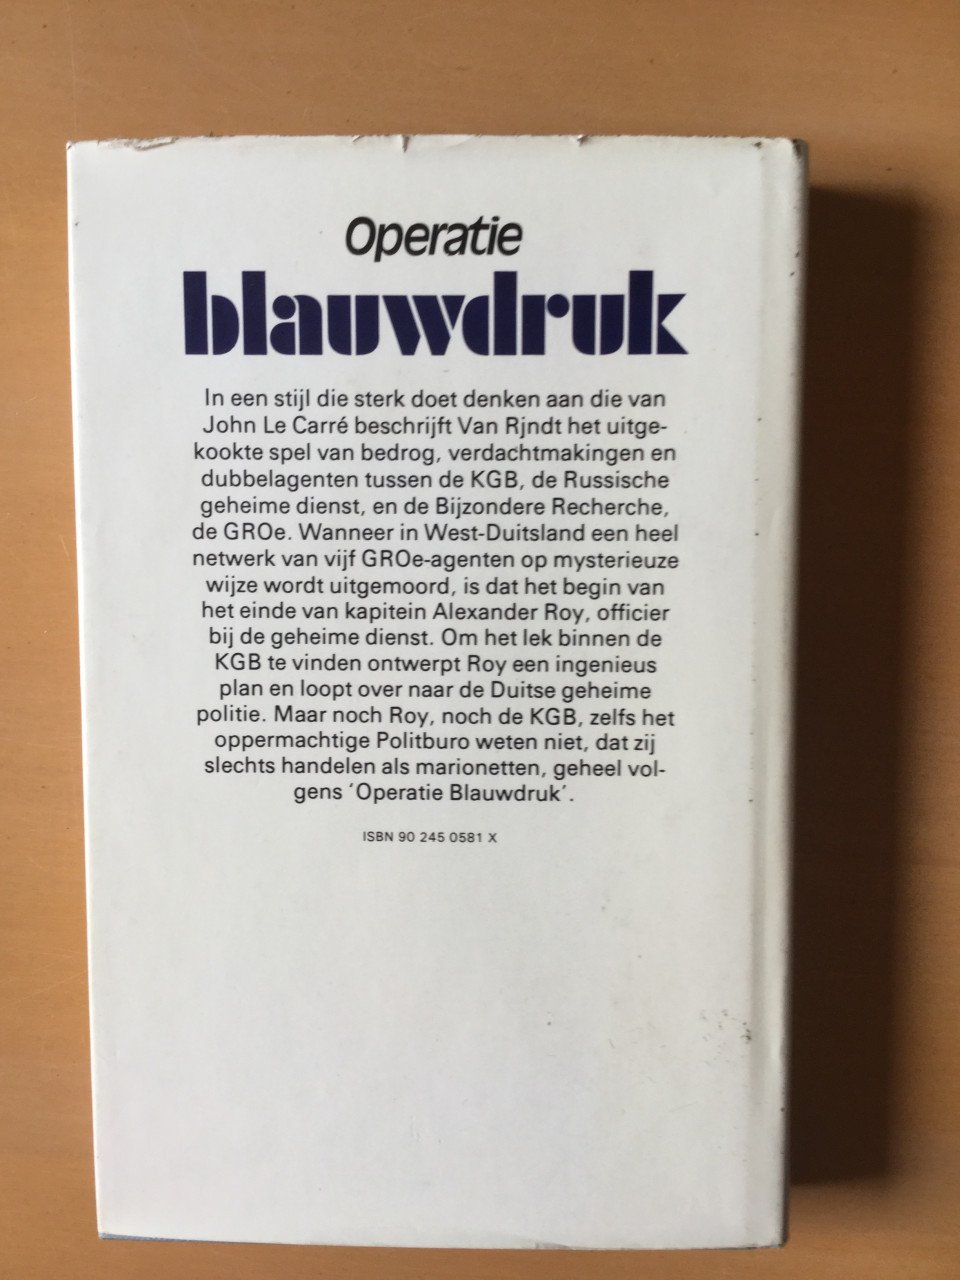 Operatie
blauwdruk
In een stijl die sterk doet denken aan die van
John Le Carré beschrijft Van Rjndt het uitge-
kookte spel van bedrog, verdachtmakingen en
dubbelagenten tussen de KGB, de Russische
geheime dienst, en de Bijzondere Recherche,
de GROe. Wanneer in West-Duitsland een heel
netwerk van vijf GROe-agenten op mysterieuze
wijze wordt uitgemoord, is dat het begin van
het einde van kapitein Alexander Roy, officier
bij de geheime dienst. Om het lek binnen de
KGB te vinden ontwerpt Roy een ingenieus
plan en loopt over naar de Duitse geheime
politie. Maar noch Roy, noch de KGB, zelfs het
oppermachtige Politburo weten niet, dat zij
slechts handelen als marionetten, geheel vol-
gens 'Operatie Blauwdruk'.
ISBN 90 245 0581 X